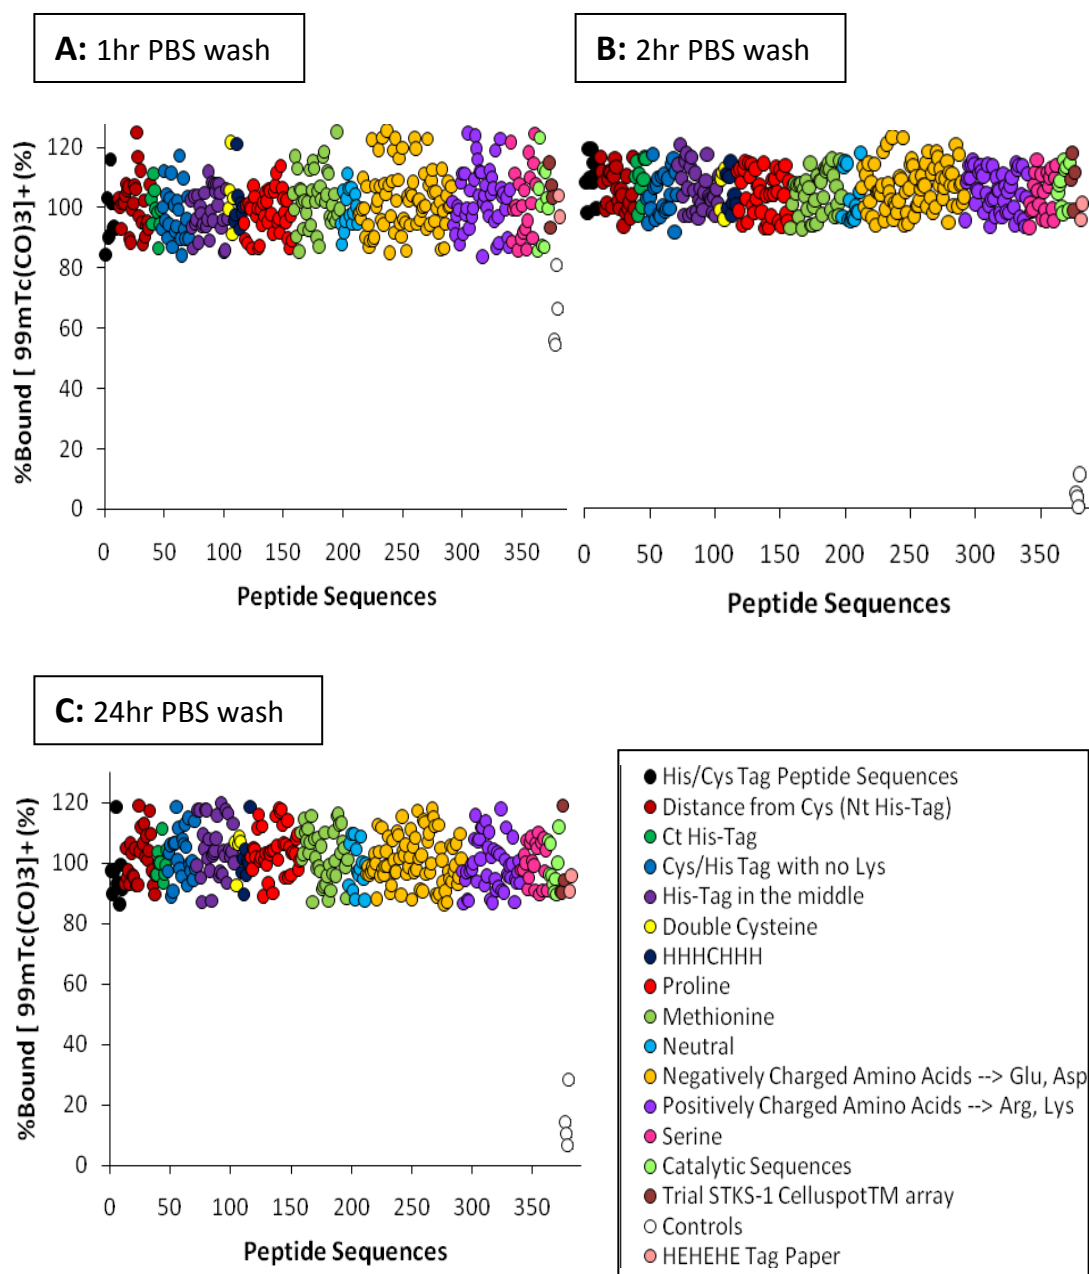 A: 1hr PBS wash
B: 2hr PBS wash
%Bound [ 99mTc(CO)3]+(%)
120
100
80
60
40
20
0
0 50 100 150 200 250 300 350
Peptide Sequences
0 50 100 150 200 250 300 350
Peptide Sequences
C: 24hr PBS wash
%Bound [ 99mTc(CO)3]+(%)
120
100
80
60
40
20
0
0 50 100 150 200 250 300 350
Peptide Sequences
His/Cys Tag Peptide Sequences
Distance from Cys (Nt His-Tag)
Ct His-Tag
Cys/His Tag with no Lys
His-Tag in the middle
Double Cysteine
HHHCHHH
Proline
Methionine
Neutral
Negatively Charged Amino Acids --> Glu, Asp
Positively Charged Amino Acids --> Arg, Lys
Serine
Catalytic Sequences
Trial STKS-1 CelluspotTM array
Controls
HEHEHE Tag Paper